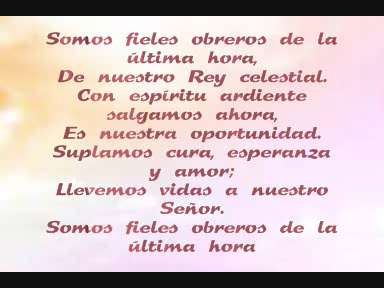 Somos fieles obreros de la
última hora,
De nuestro Rey celestial.
Con espíritu ardiente
salgamos ahora,
Es nuestra oportunidad.
Suplamos cura, esperanza
y amor;
Llevemos vidas a nuestro
Señor.
Somos fieles obreros de la
última hora